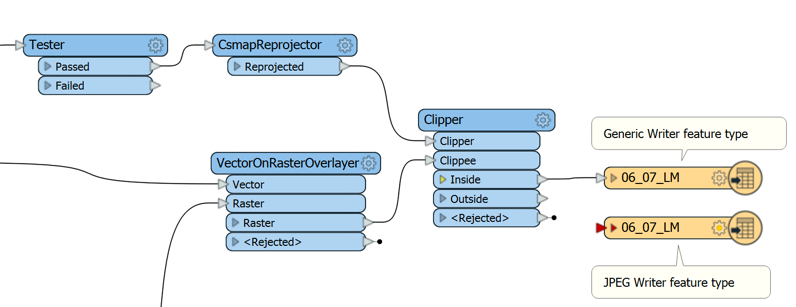 Tester
Passed
Failed
CsmapReprojector
Reprojected
Clipper
Clipper
Clippee
Inside
Outside
<Rejected>
VectorOnRasterOverlayer
Vector
Raster
Raster
<Rejected>
Generic Writer feature type
06_07_LM
06_07_LM
JPEG Writer feature type